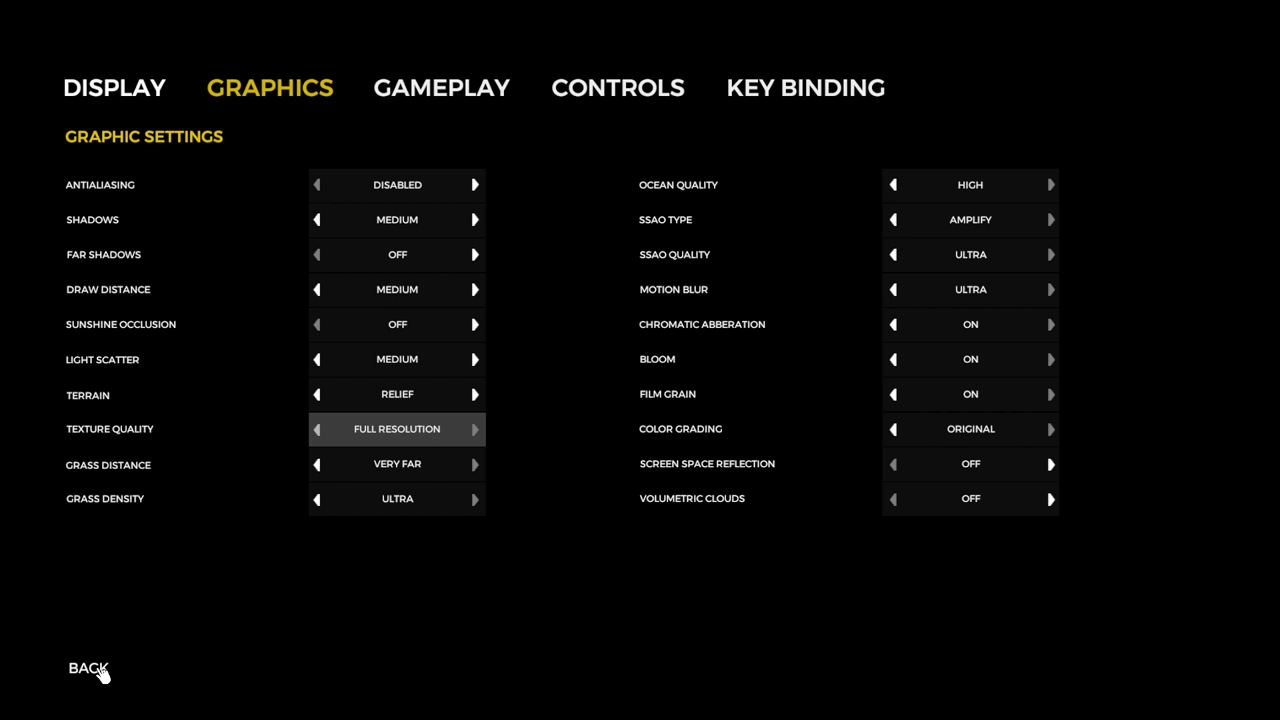 DISPLAY GRAPHICS GAMEPLAY CONTROLS KEY BINDING
GRAPHIC SETTINGS
ANTIALIASING DISABLED
SHADOWS MEDIUM
FAR SHADOWS OFF
DRAW DISTANCE MEDIUM
SUNSHINE OCCLUSION OFF
LIGHT SCATTER MEDIUM
TERRAIN RELIEF
TEXTURE QUALITY FULL RESOLUTION
GRASS DISTANCE VERY FAR
GRASS DENSITY ULTRA
OCEAN QUALITY HIGH
SSAO TYPE AMPLIFY
SSAO QUALITY ULTRA
MOTION BLUR ULTRA
CHROMATIC ABBERATION ON
BLOOM ON
FILM GRAIN ON
COLOR GRADING ORIGINAL
SCREEN SPACE REFLECTION OFF
VOLUMETRIC CLOUDS OFF
BACK